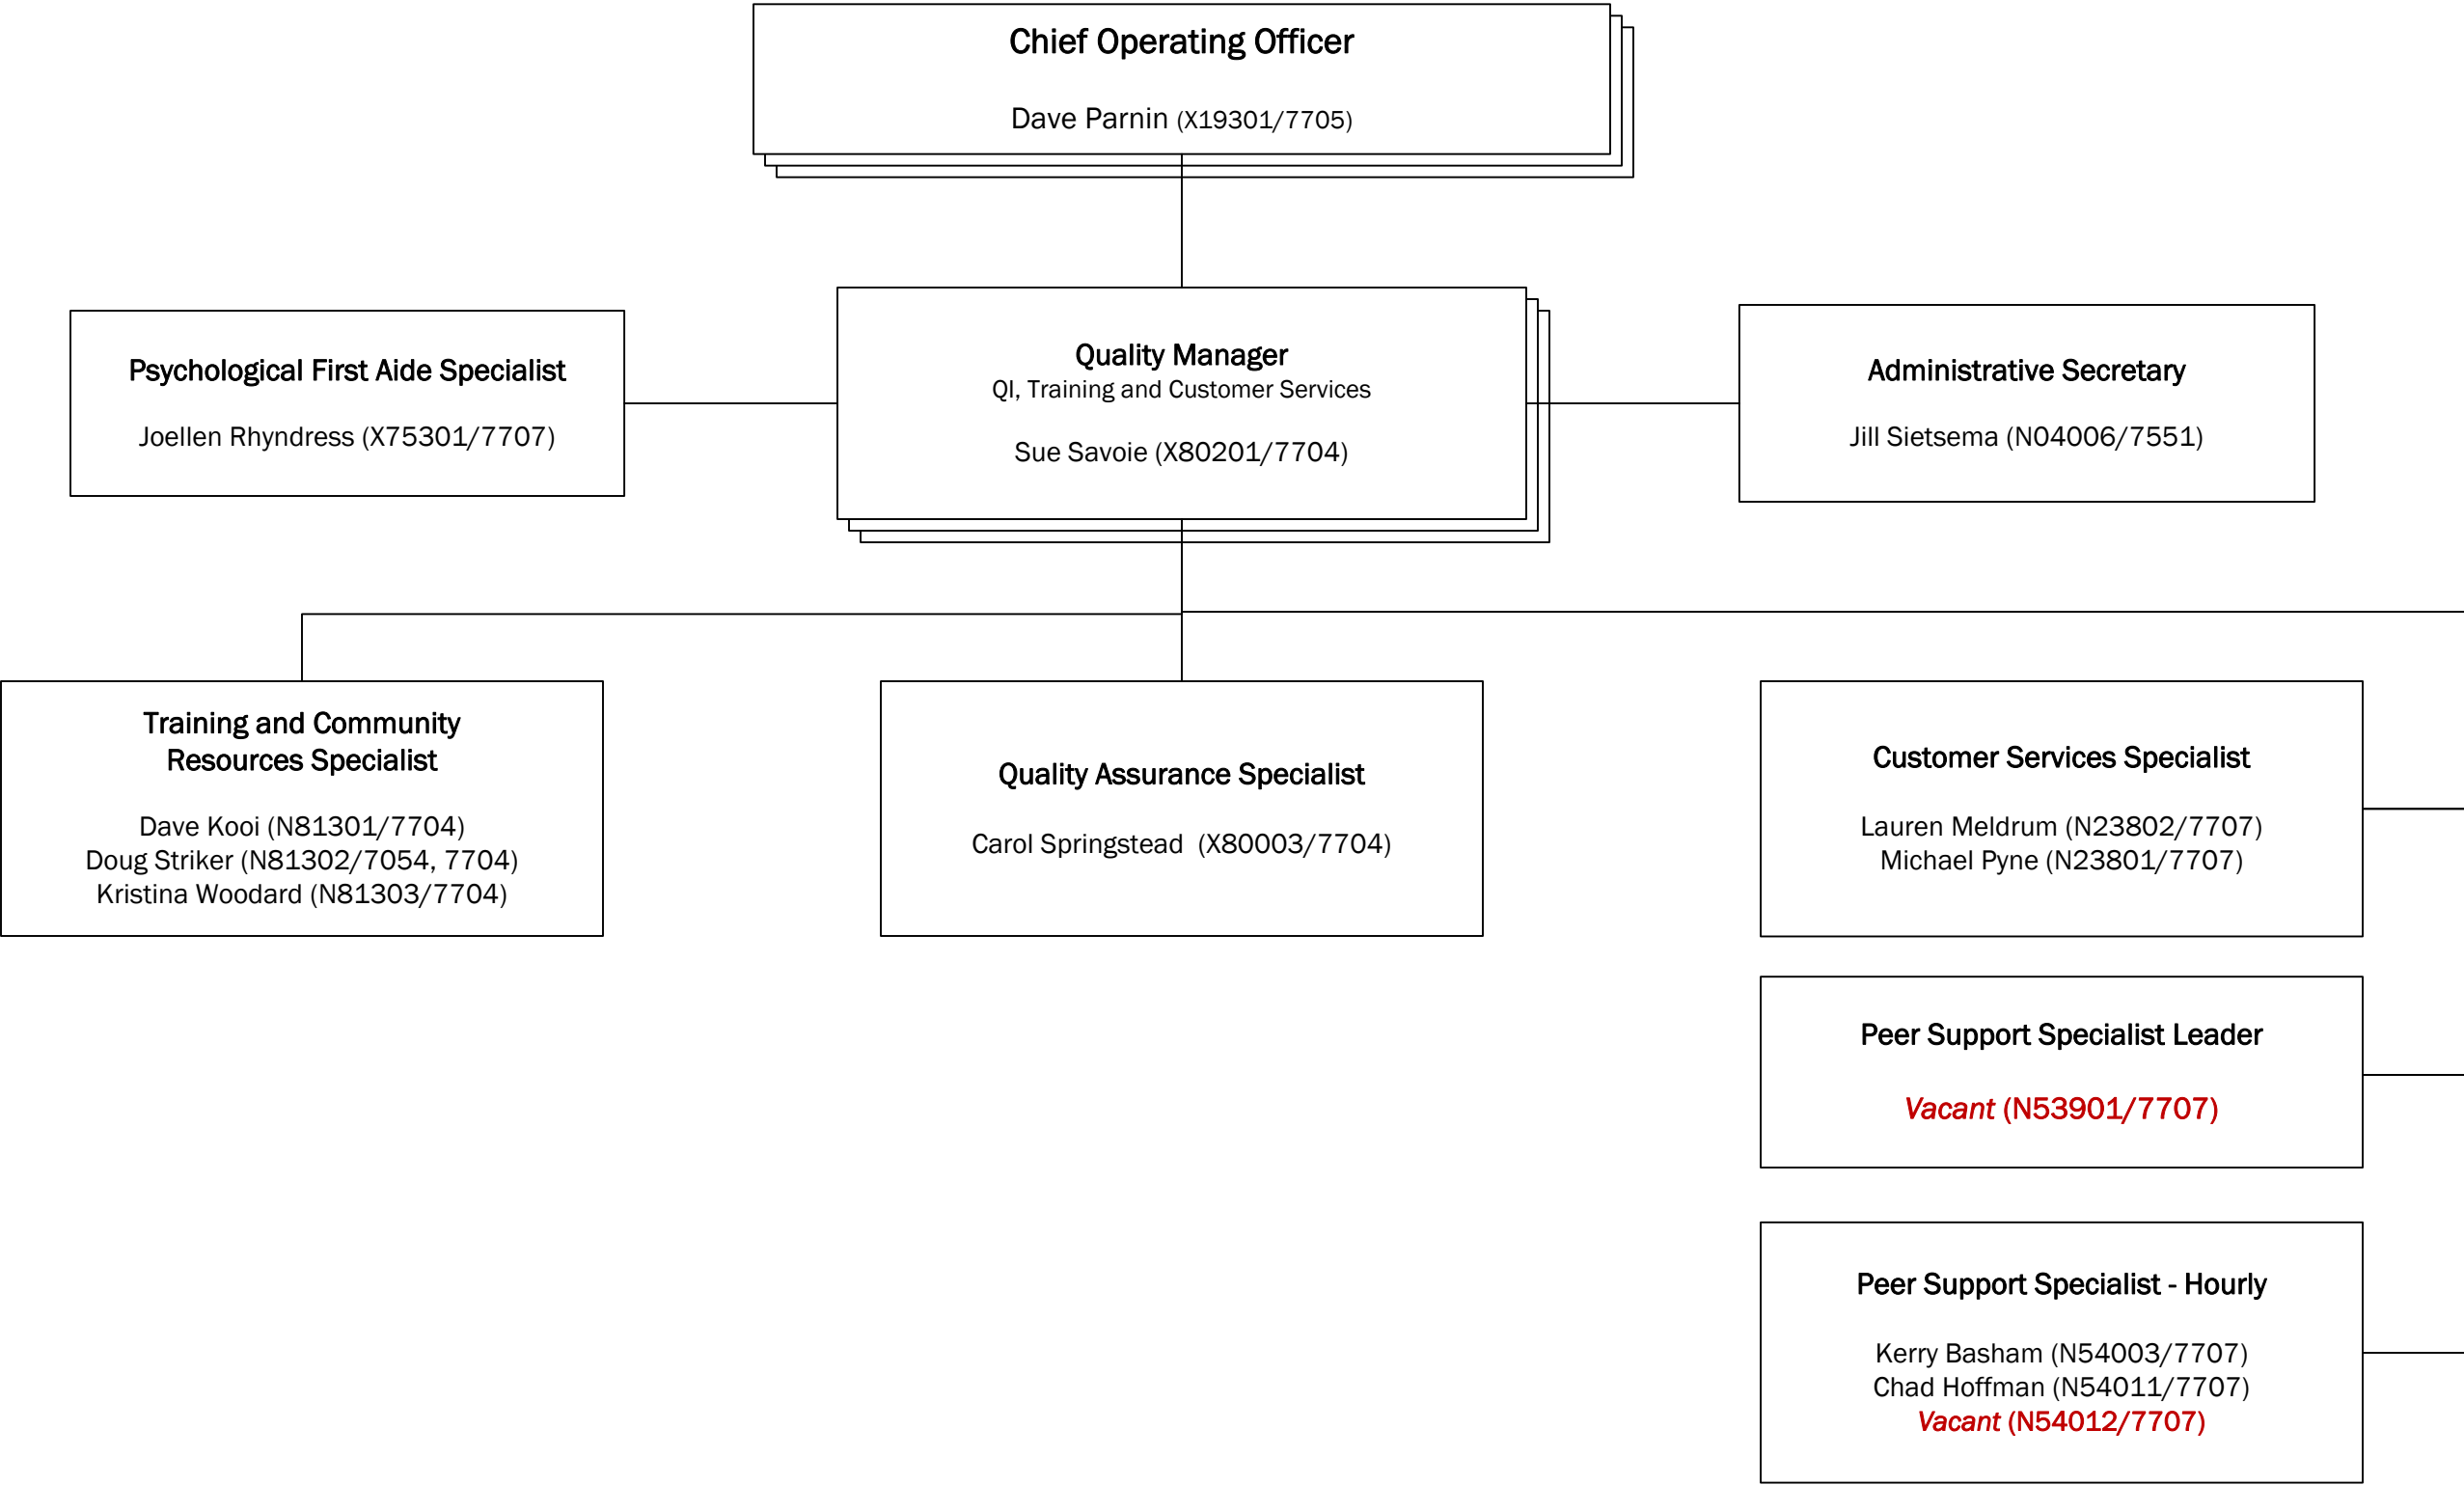 Chief Operating Officer
Dave Parnin (X19301/7705)
Psychological First Aide Specialist
Joellen Rhyndress (X75301/7707)
Quality Manager
QI, Training and Customer Services
Sue Savoie (X80201/7704)
Administrative Secretary
Jill Sietsema (N04006/7551)
Training and Community
Resources Specialist
Dave Kooi (N81301/7704)
Doug Striker (N81302/7054, 7704)
Kristina Woodard (N81303/7704)
Quality Assurance Specialist
Carol Springstead  (X80003/7704)
Customer Services Specialist
Lauren Meldrum (N23802/7707)
Michael Pyne (N23801/7707)
Peer Support Specialist Leader
Vacant (N53901/7707)
Peer Support Specialist - Hourly
Kerry Basham (N54003/7707)
Chad Hoffman (N54011/7707)
Vacant (N54012/7707)